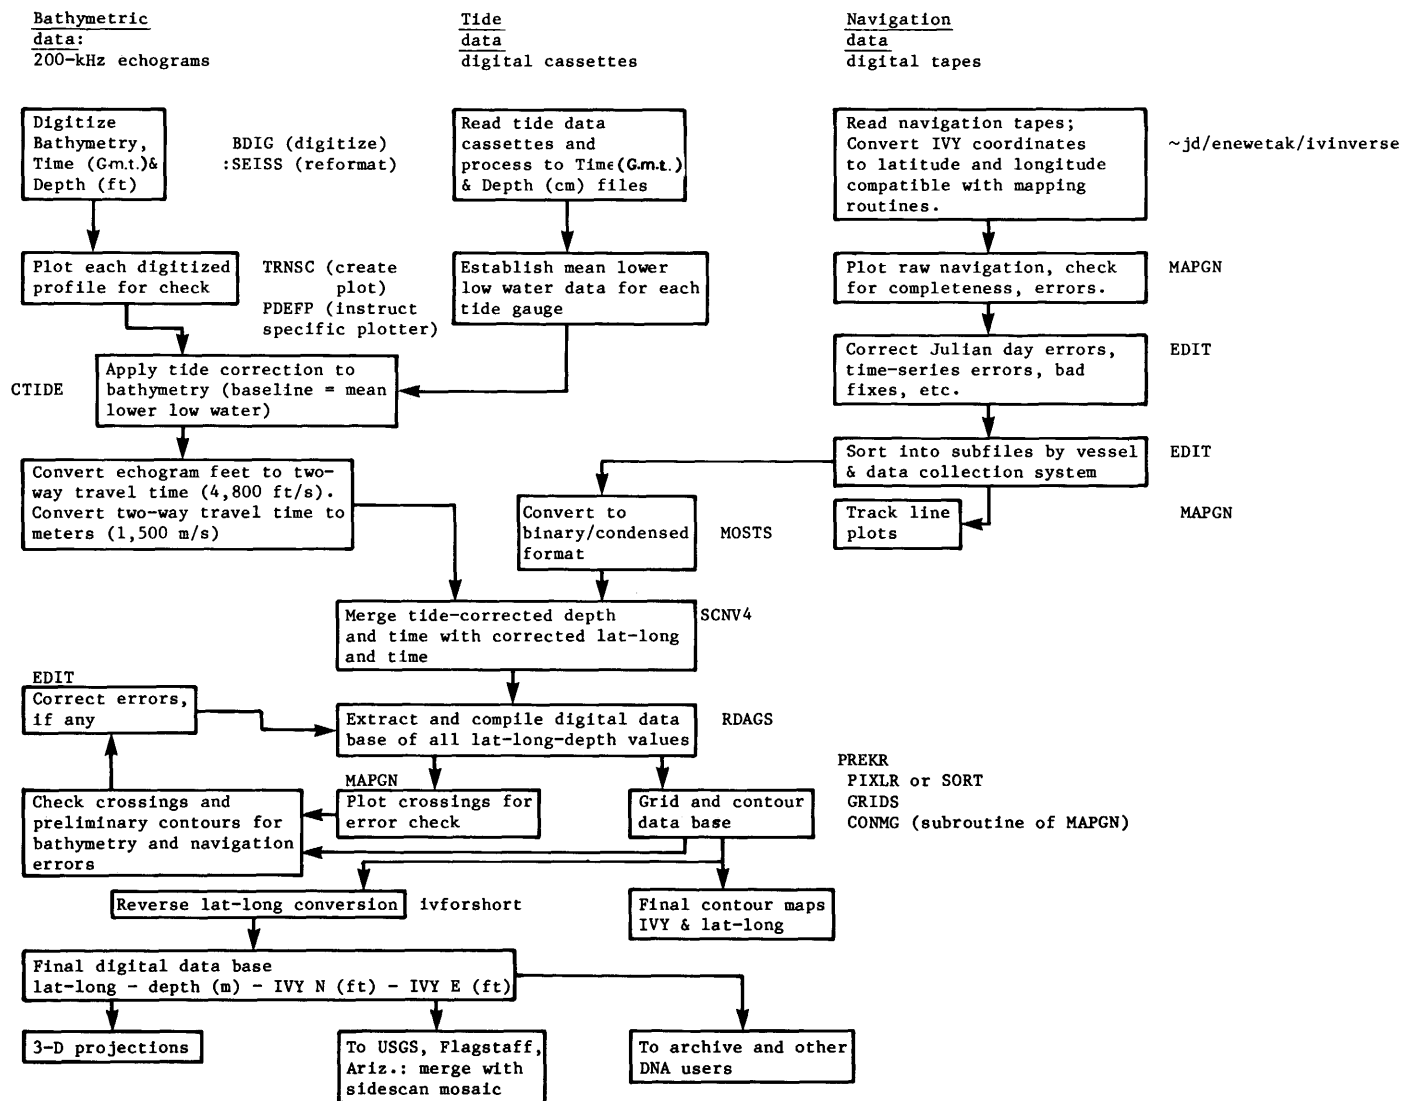 Bathymetric
data:
200-kHz echograms
Tide
data
digital cassettes
Navigation
data
digital tapes
Digitize
Bathymetry,
Time (G.m.t.)&
Depth (ft)
BDIG (digitize)
:SEISS (reformat)
Read tide data
cassettes and
process to Time(G.m.t.)
& Depth (cm) files
Read navigation tapes;
Convert IVY coordinates
to latitude and longitude
compatible with mapping
routines.
~jd/enewetak/ivinverse
Plot each digitized
profile for check
TRNSC (create
plot)
PDEFP (instruct
specific plotter)
Establish mean lower
low water data for each
tide gauge
Plot raw navigation, check
for completeness, errors.
MAPGN
CTIDE
Apply tide correction to
bathymetry (baseline = mean
lower low water)
Correct Julian day errors,
time-series errors, bad
fixes, etc.
EDIT
Convert echogram feet to two-
way travel time (4,800 ft/s).
Convert two-way travel time to
meters (1,500 m/s)
Sort into subfiles by vessel
& data collection system
EDIT
Convert to
binary/condensed
format
MOSTS
Track line
plots
MAPGN
Merge tide-corrected depth
and time with corrected lat-long
and time
SCNV4
EDIT
Correct errors,
if any
Extract and compile digital data
base of all lat-long-depth values
RDAGS
Check crossings and
preliminary contours for
bathymetry and navigation
errors
MAPGN
Plot crossings for
error check
Grid and contour
data base
PREKR
PIXLR or SORT
GRIDS
CONMG (subroutine of MAPGN)
Reverse lat-long conversion
ivforshort
Final contour maps
IVY & lat-long
Final digital data base
lat-long - depth (m) - IVY N (ft) - IVY E (ft)
3-D projections
To USGS, Flagstaff,
Ariz.: merge with
sidescan mosaic
To archive and other
DNA users